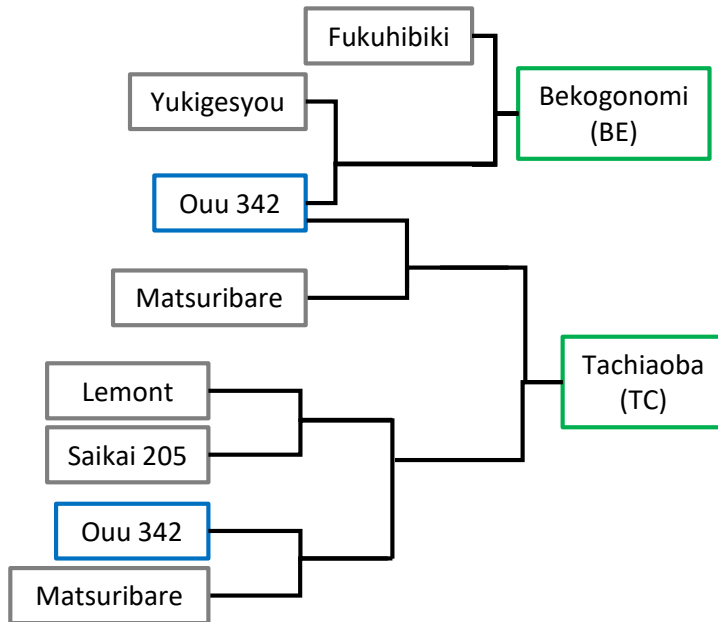 Fukuhibiki
Yukigesyou
Bekogonomi
(BE)
Ouu 342
Matsuribare
Lemont
Tachiaoba
(TC)
Saikai 205
Ouu 342
Matsuribare